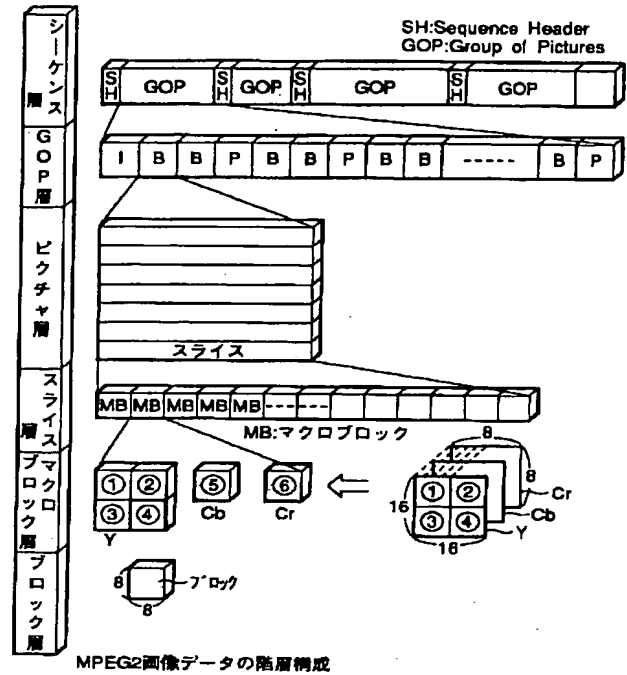 SH:Sequence Header
GOP:Group of Pictures
シーケンス層
SH GOP SH GOP SH GOP SH GOP
GOP層
I B B P B B P B B ----- B P
ピクチャ層
スライス
スライス層
MB MB MB MB MB
MB:マクロブロック
マクロブロック層
① ② ③ ④
Y
⑤
Cb
⑥
Cr
8
8
16
① ② ③ ④
16
Cr
Cb
Y
ブロック層
8
8
ブロック
MPEG2画像データの階層構成